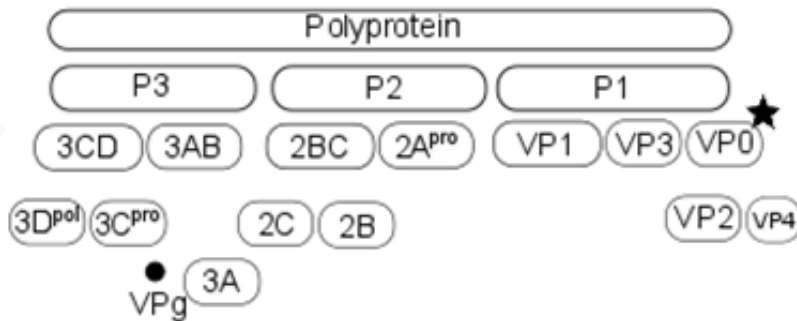 Polyprotein
P3 P2 P1
3CD 3AB 2BC 2Apro VP1 VP3 VP0
3Dpol 3Cpro 2C 2B VP2 VP4
3A
VPg